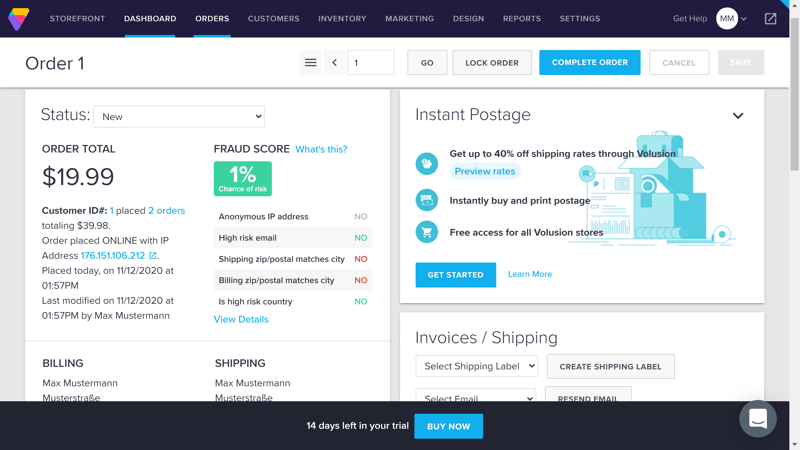 STOREFRONT DASHBOARD ORDERS CUSTOMERS INVENTORY MARKETING DESIGN REPORTS SETTINGS Get Help MM
Order 1 1 GO LOCK ORDER COMPLETE ORDER CANCEL SAVE
Status: New
ORDER TOTAL
$19.99
Customer ID#: 1 placed 2 orders
totaling $39.98.
Order placed ONLINE with IP
Address 176.151.106.212.
Placed today, on 11/12/2020 at
01:57PM
Last modified on 11/12/2020 at
01:57PM by Max Mustermann
FRAUD SCORE What's this?
1%
Chance of risk
Anonymous IP address NO
High risk email NO
Shipping zip/postal matches city NO
Billing zip/postal matches city NO
Is high risk country NO
View Details
BILLING
Max Mustermann
Musterstraße
SHIPPING
Max Mustermann
Musterstraße
Instant Postage
Get up to 40% off shipping rates through Volusion
Preview rates
Instantly buy and print postage
Free access for all Volusion stores
GET STARTED Learn More
P
Invoices / Shipping
Select Shipping Label CREATE SHIPPING LABEL
Select Email RESEND EMAIL
14 days left in your trial BUY NOW